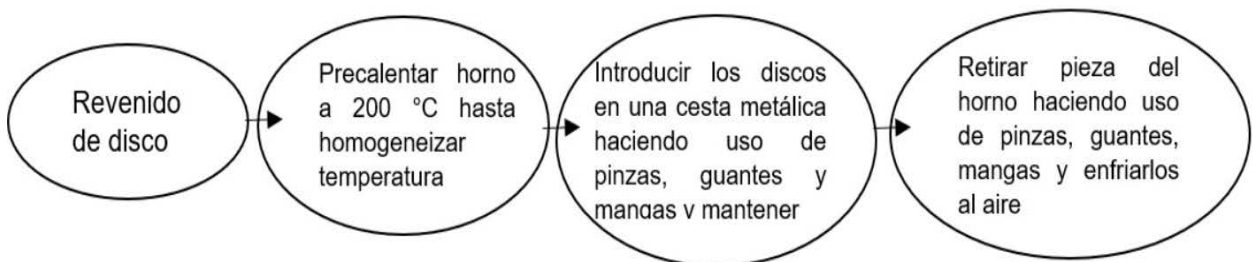 Revenido
de disco
Precalentar horno
a 200 °C hasta
homogeneizar
temperatura
Introducir los discos
en una cesta metálica
haciendo uso de
pinzas, guantes y
mangas y mantener
Retirar pieza del
horno haciendo uso
de pinzas, guantes,
mangas y enfriarlos
al aire